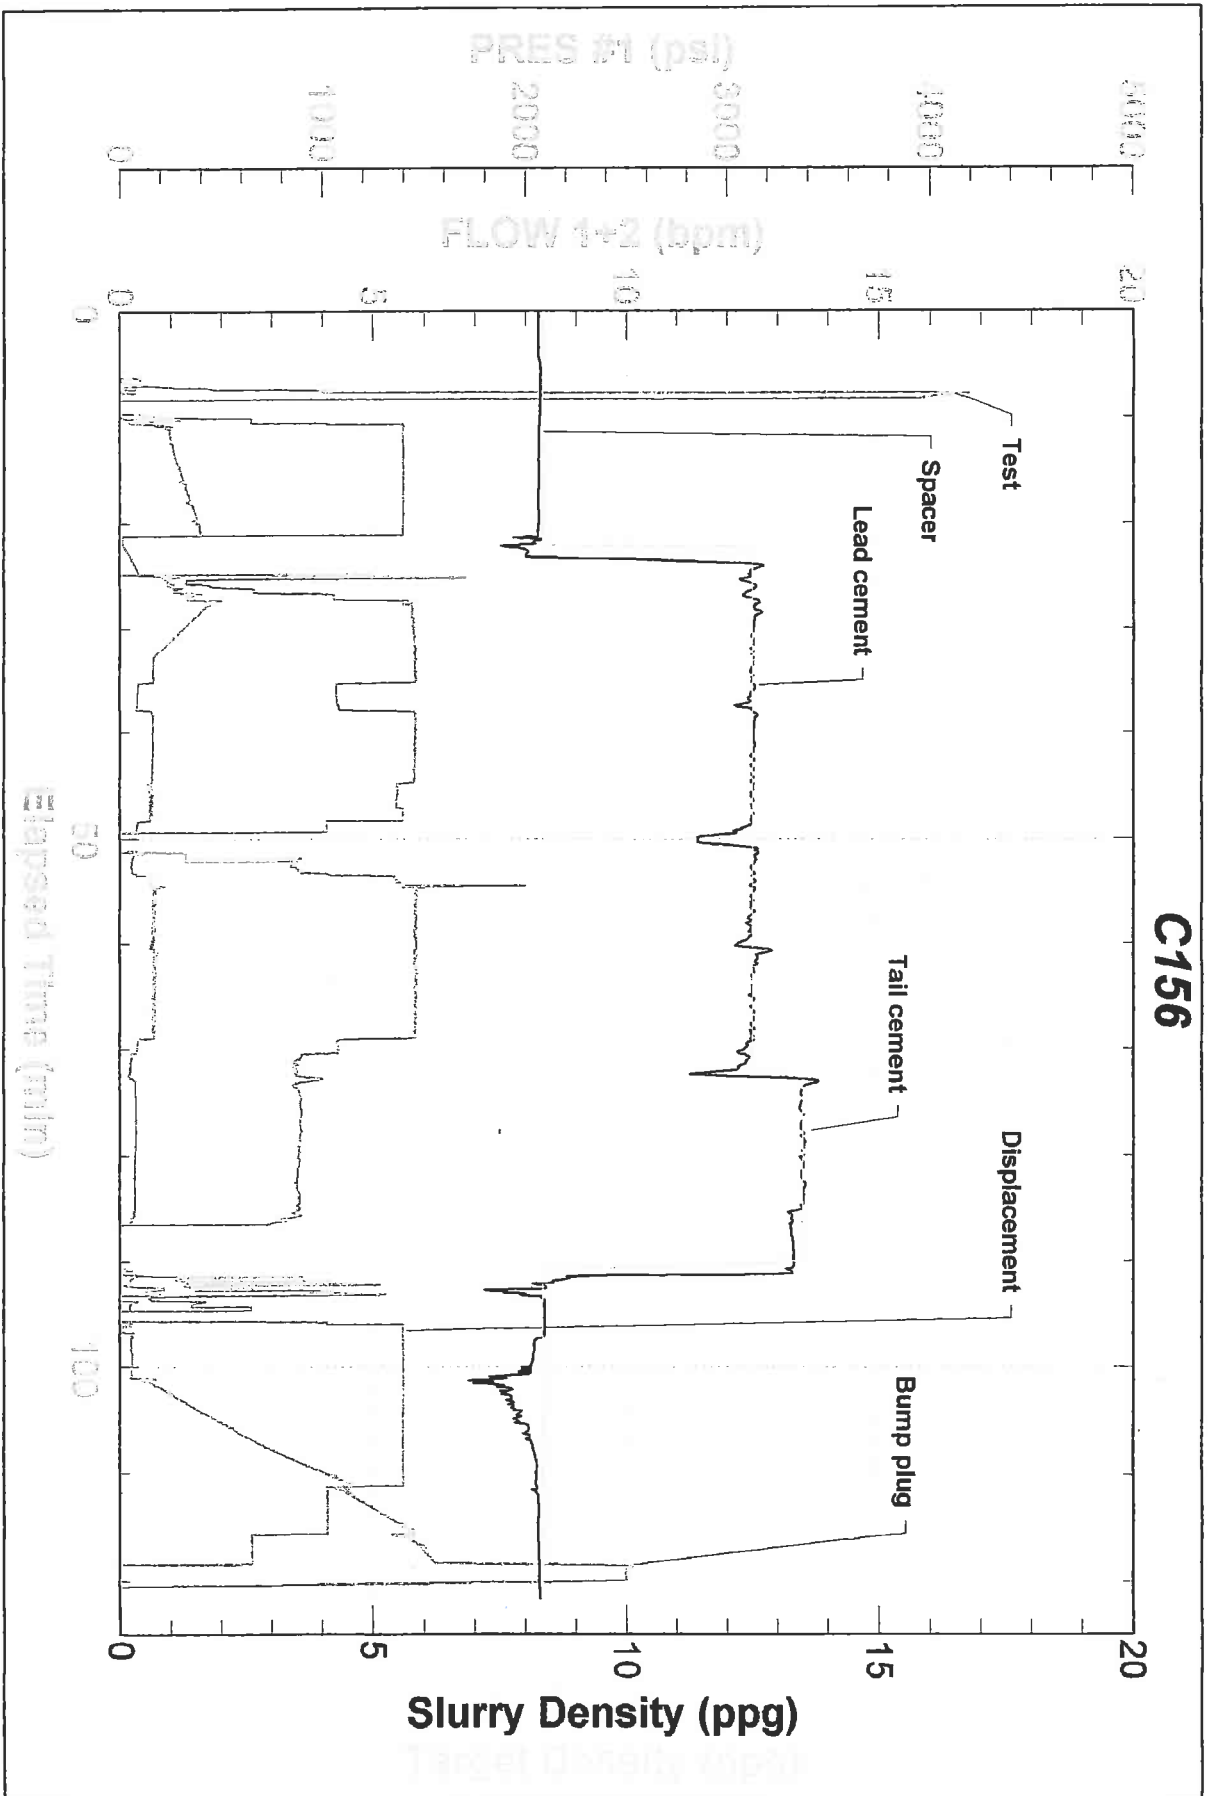 C156
PRES #1 (psi)
0
1000
2000
3000
4000
5000
FLOW 1+2 (bpm)
0
5
10
15
20
Test
Spacer
Lead cement
Tail cement
Displacement
Bump plug
0
5
10
15
20
Slurry Density (ppg)
Target Density (ppg)
0
50
100
Elapsed Time (min)